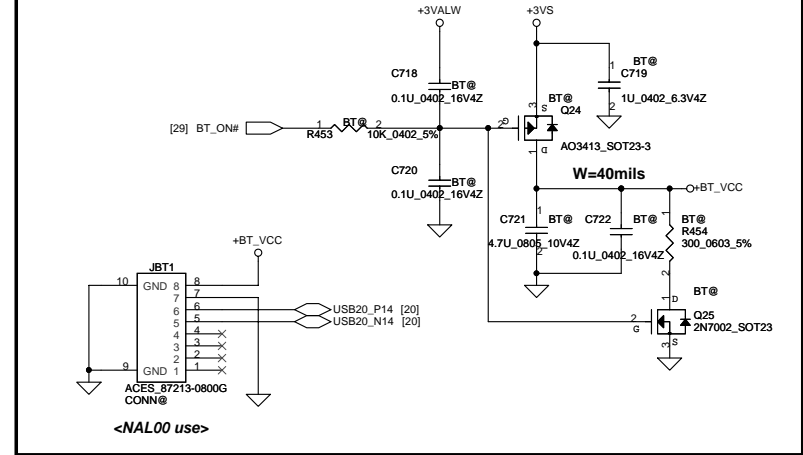 +3VALW
+3VS
C718
BT@
0.1U_0402_16V4Z
1
BT@
C719
2
1U_0402_6.3V4Z
[29] BT_ON#
1
BT@
2
R453
10K_0402_5%
2
G
3
S
BT@
Q24
1
D
AO3413_SOT23-3
C720
BT@
0.1U_0402_16V4Z
W=40mils
+BT_VCC
C721
1
BT@
2
4.7U_0805_10V4Z
C722
BT@
0.1U_0402_16V4Z
1
BT@
R454
300_0603_5%
2
BT@
1
D
2
G
Q25
2N7002_SOT23
3
S
+BT_VCC
JBT1
10
GND
8
8
7
7
6
6
USB20_P14 [20]
5
5
USB20_N14 [20]
4
4
3
3
2
2
9
GND
1
1
ACES_87213-0800G
CONN@
<NAL00 use>